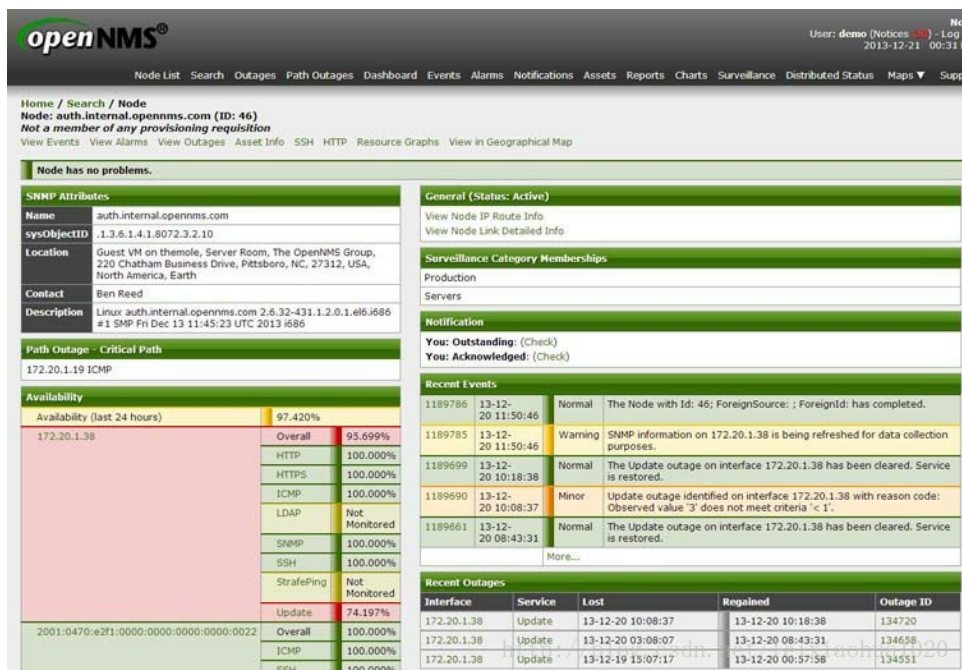 openNMS®
No
User: demo (Notices ) - Log
2013-12-21 00:31
Node List Search Outages Path Outages Dashboard Events Alarms Notifications Assets Reports Charts Surveillance Distributed Status Maps ▼ Supp
Home / Search / Node
Node: auth.internal.opennms.com (ID: 46)
Not a member of any provisioning requisition
View Events View Alarms View Outages Asset Info SSH HTTP Resource Graphs View in Geographical Map
Node has no problems.
SNMP Attributes
Name auth.internal.opennms.com
sysObjectID .1.3.6.1.4.1.8072.3.2.10
Location Guest VM on themole, Server Room, The OpenNMS Group,
220 Chatham Business Drive, Pittsboro, NC, 27312, USA,
North America, Earth
Contact Ben Reed
Description Linux auth.internal.opennms.com 2.6.32-431.1.2.0.1.el6.i686
#1 SMP Fri Dec 13 11:45:23 UTC 2013 i686
Path Outage - Critical Path
172.20.1.19 ICMP
Availability
Availability (last 24 hours) 97.420%
172.20.1.38 Overall 95.699%
HTTP 100.000%
HTTPS 100.000%
ICMP 100.000%
LDAP Not
Monitored
SNMP 100.000%
SSH 100.000%
StrafePing Not
Monitored
Update 74.197%
2001:0470:e2f1:0000:0000:0000:0000:0022 Overall 100.000%
ICMP 100.000%
SSH 100.000%
General (Status: Active)
View Node IP Route Info
View Node Link Detailed Info
Surveillance Category Memberships
Production
Servers
Notification
You: Outstanding: (Check)
You: Acknowledged: (Check)
Recent Events
1189786 13-12- Normal The Node with Id: 46; ForeignSource: ; ForeignId: has completed.
20 11:50:46
1189785 13-12- Warning SNMP information on 172.20.1.38 is being refreshed for data collection
20 11:50:46 purposes.
1189699 13-12- Normal The Update outage on interface 172.20.1.38 has been cleared. Service
20 10:18:38 is restored.
1189690 13-12- Minor Update outage identified on interface 172.20.1.38 with reason code:
20 10:08:37 Observed value '3' does not meet criteria '< 1'.
1189661 13-12- Normal The Update outage on interface 172.20.1.38 has been cleared. Service
20 08:43:31 is restored.
More...
Recent Outages
Interface Service Lost Regained Outage ID
172.20.1.38 Update 13-12-20 10:08:37 13-12-20 10:18:38 134720
172.20.1.38 Update 13-12-20 03:08:07 13-12-20 08:43:31 134658
172.20.1.38 Update 13-12-19 15:07:17 13-12-20 00:57:58 134551